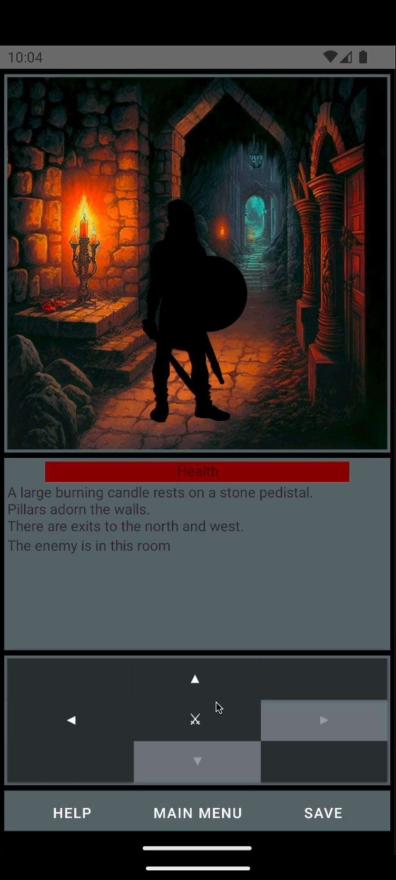 10:04
Health
A large burning candle rests on a stone pedistal.
Pillars adorn the walls.
There are exits to the north and west.
The enemy is in this room
HELP MAIN MENU SAVE